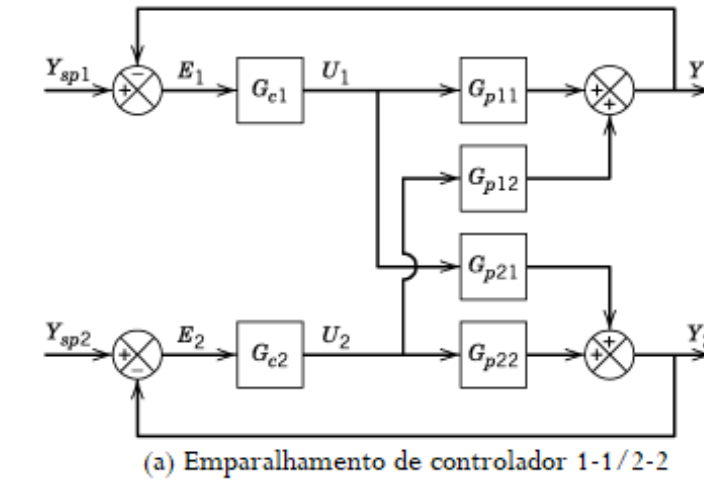 Y_sp1 E_1 U_1 Y
+ − G_c1 G_p11 + +
G_p12
G_p21
Y_sp2 E_2 U_2 Y
+ − G_c2 G_p22 + +
(a) Emparalhamento de controlador 1-1/2-2